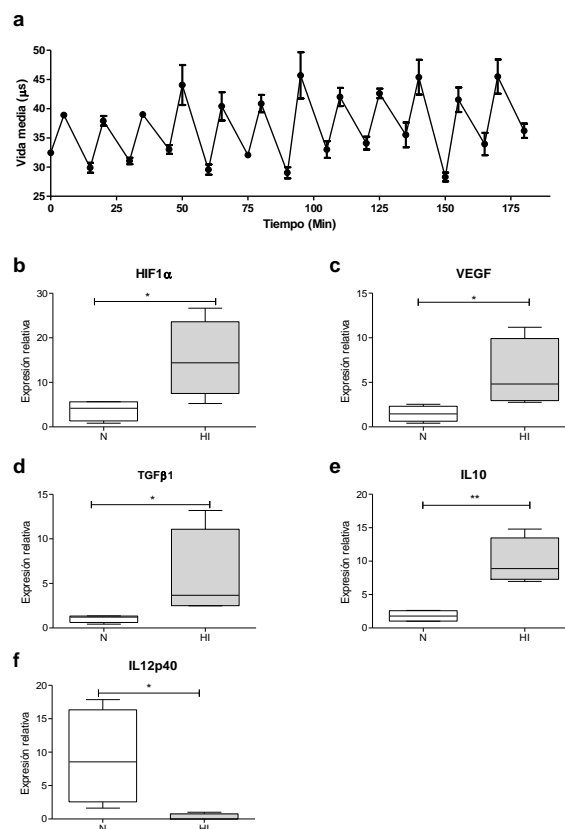 a
Vida media (μs)
50
45
40
35
30
25
0 25 50 75 100 125 150 175
Tiempo (Min)
b
HIF1α
Expresión relativa
30
20
10
0
*
N HI
c
VEGF
Expresión relativa
15
10
5
0
*
N HI
d
TGFβ1
Expresión relativa
15
10
5
0
*
N HI
e
IL10
Expresión relativa
20
15
10
5
0
**
N HI
f
IL12p40
Expresión relativa
20
15
10
5
0
*
N HI